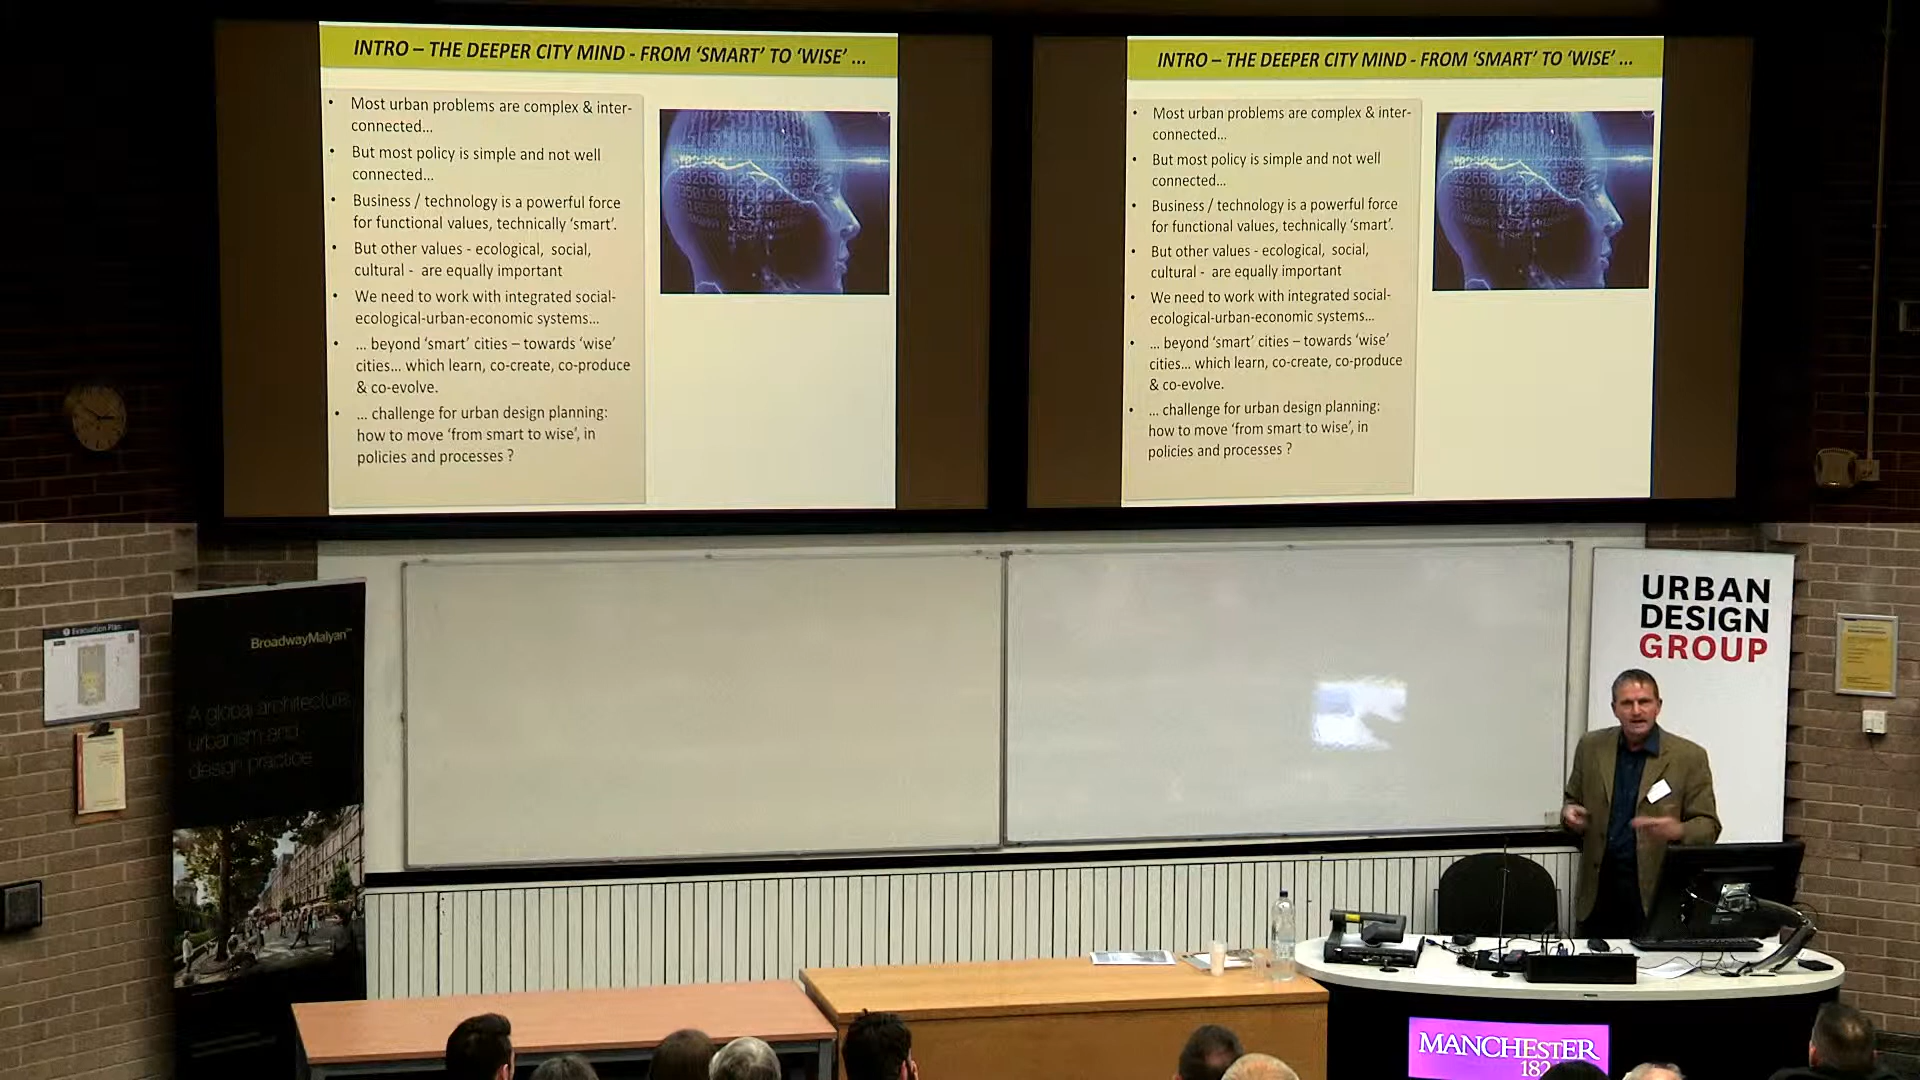 INTRO – THE DEEPER CITY MIND - FROM ‘SMART’ TO ‘WISE’ ...
• Most urban problems are complex & inter-
connected...
• But most policy is simple and not well
connected...
• Business / technology is a powerful force
for functional values, technically ‘smart’.
• But other values - ecological, social,
cultural - are equally important
• We need to work with integrated social-
ecological-urban-economic systems...
• ... beyond ‘smart’ cities – towards ‘wise’
cities... which learn, co-create, co-produce
& co-evolve.
• ... challenge for urban design planning:
how to move ‘from smart to wise’, in
policies and processes ?
INTRO – THE DEEPER CITY MIND - FROM ‘SMART’ TO ‘WISE’ ...
• Most urban problems are complex & inter-
connected...
• But most policy is simple and not well
connected...
• Business / technology is a powerful force
for functional values, technically ‘smart’.
• But other values - ecological, social,
cultural - are equally important
• We need to work with integrated social-
ecological-urban-economic systems...
• ... beyond ‘smart’ cities – towards ‘wise’
cities... which learn, co-create, co-produce
& co-evolve.
• ... challenge for urban design planning:
how to move ‘from smart to wise’, in
policies and processes ?
Evacuation Plan
BroadwayMalyan
A global architecture,
urbanism and
design practice
URBAN
DESIGN
GROUP
MANCHESTER
182